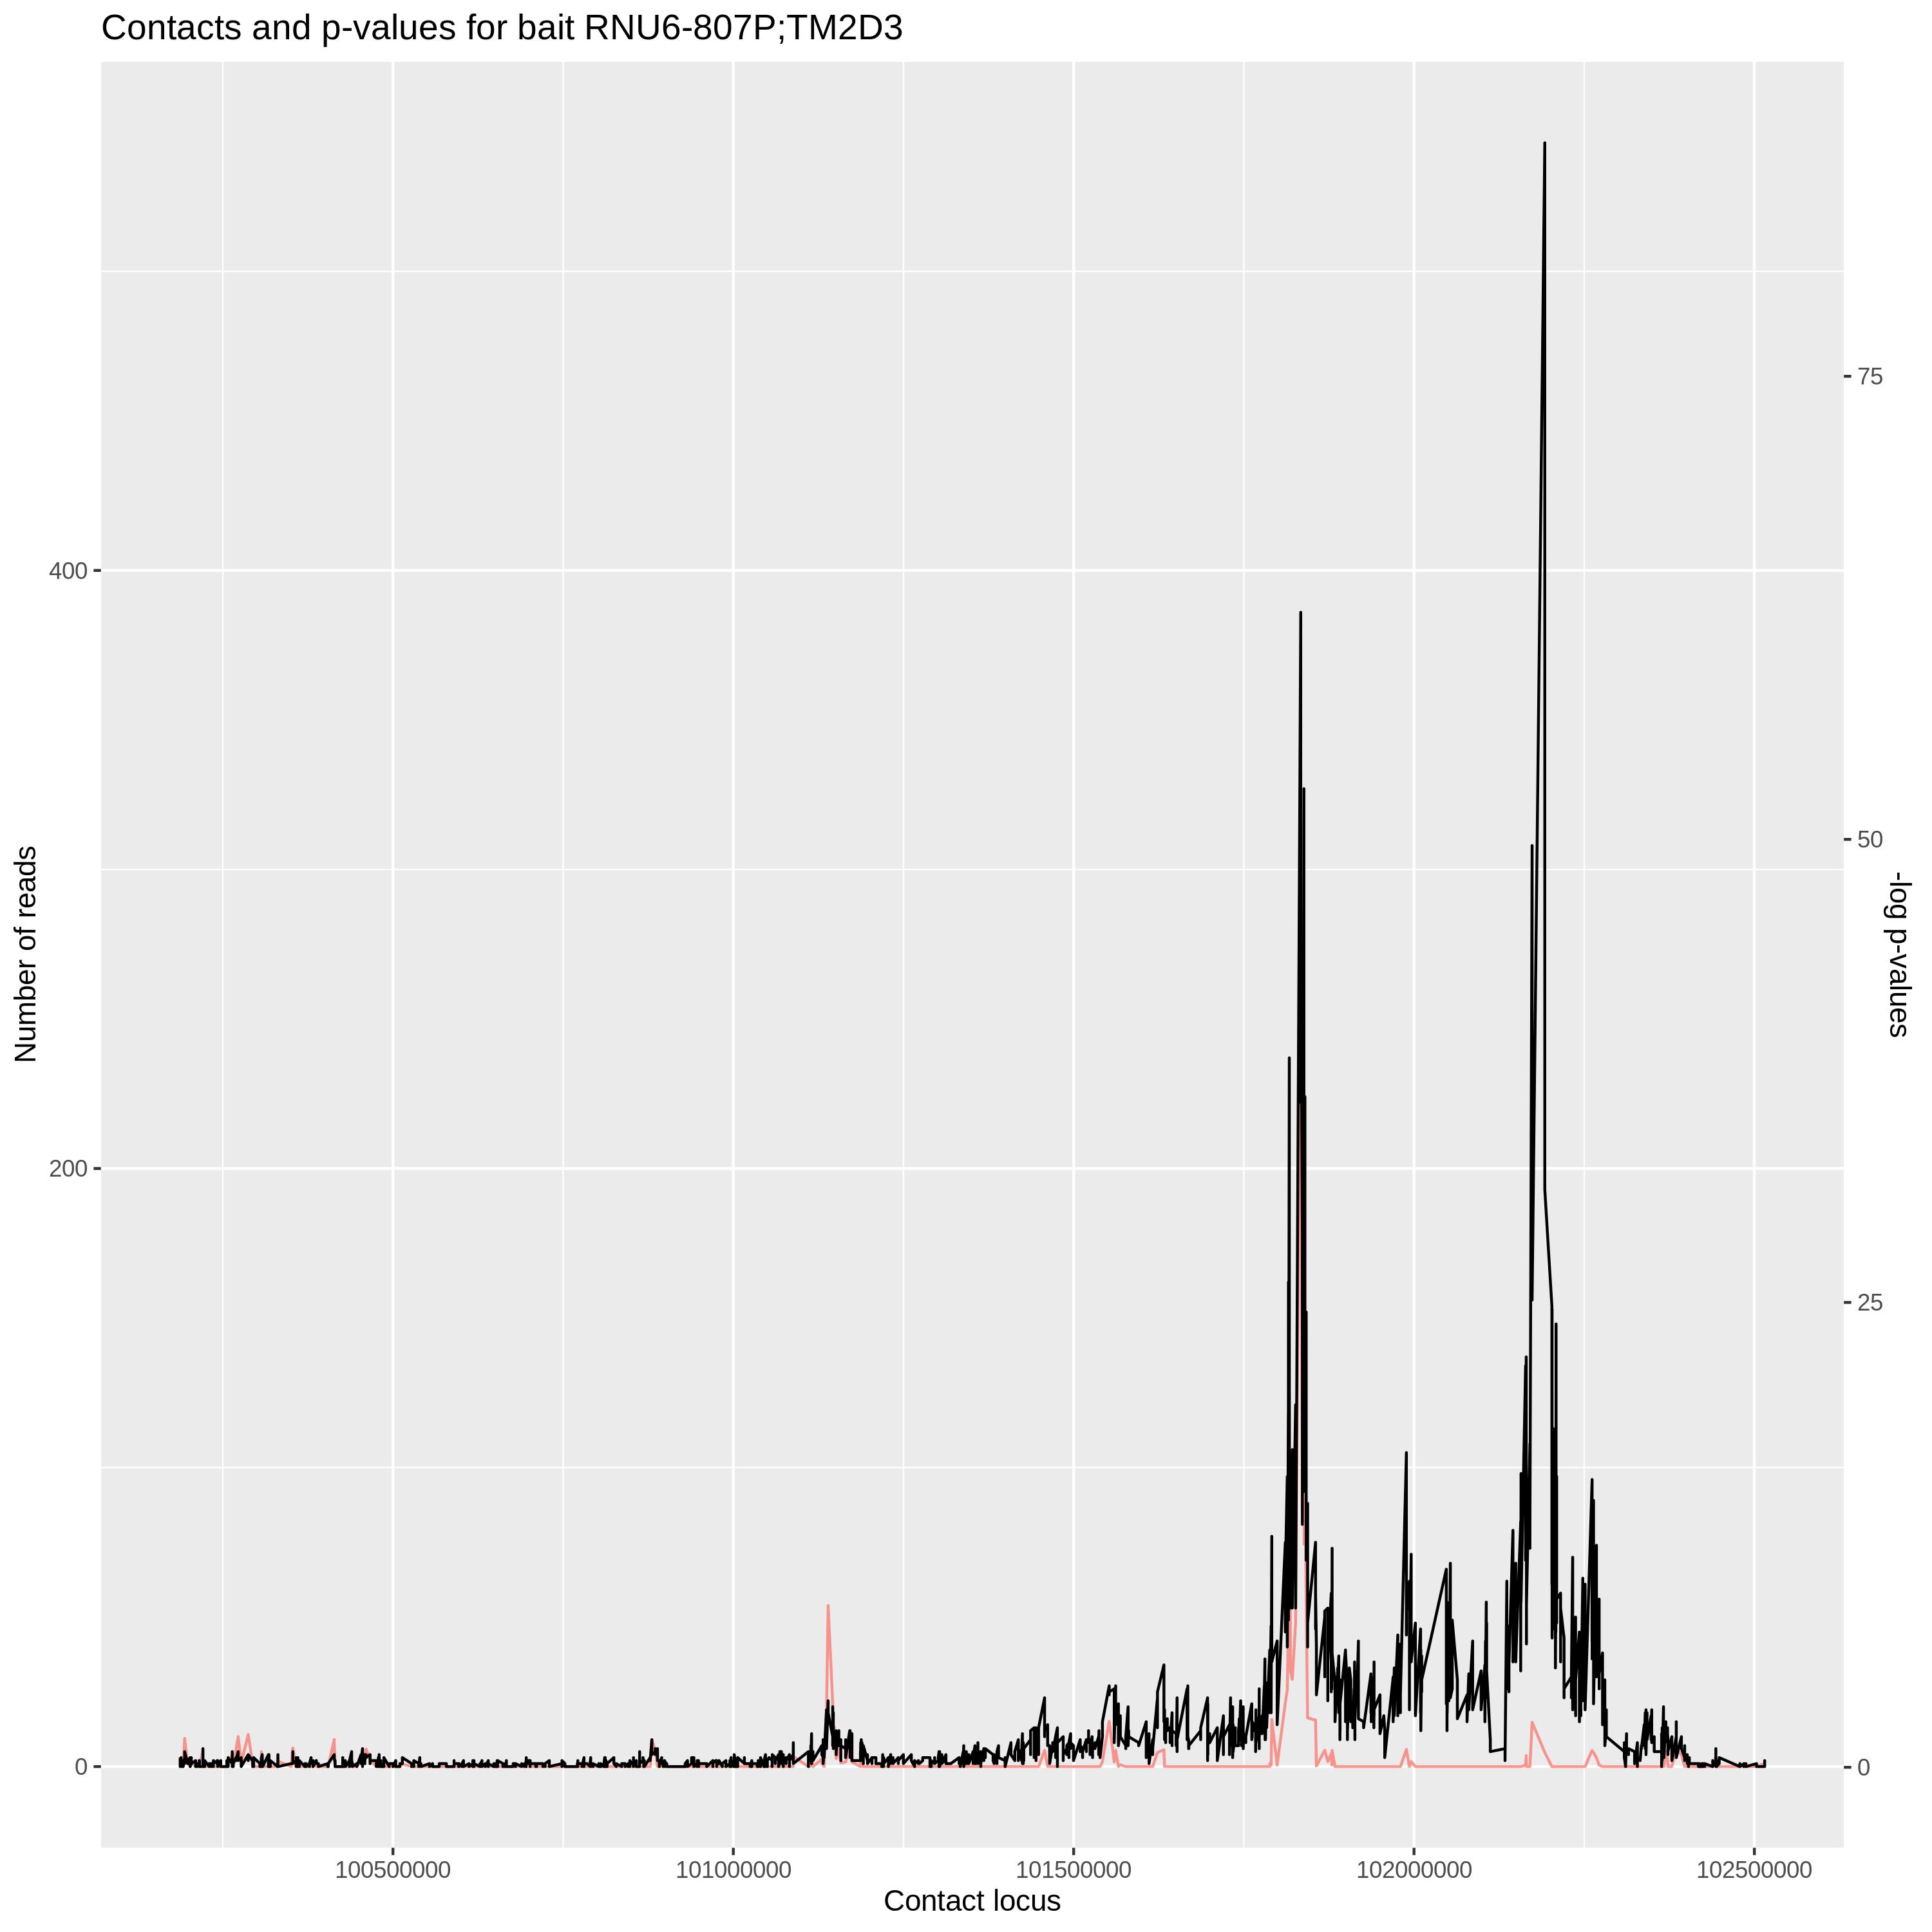 Contacts and p-values for bait RNU6-807P;TM2D3
400
200
0
Number of reads
75
50
25
0
-log p-values
100500000 101000000 101500000 102000000 102500000
Contact locus